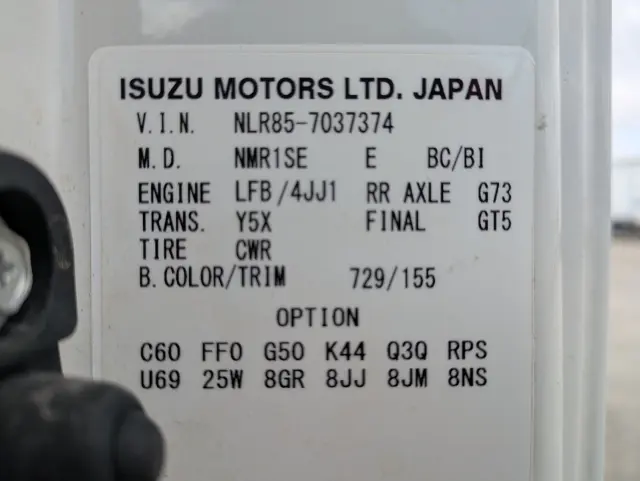 ISUZU MOTORS LTD. JAPAN
V.I.N. NLR85-7037374
M.D. NMR1SE E BC/BI
ENGINE LFB/4JJ1 RR AXLE G73
TRANS. Y5X FINAL GT5
TIRE CWR
B.COLOR/TRIM 729/155
OPTION
C60 FF0 G50 K44 Q3Q RPS
U69 25W 8GR 8JJ 8JM 8NS